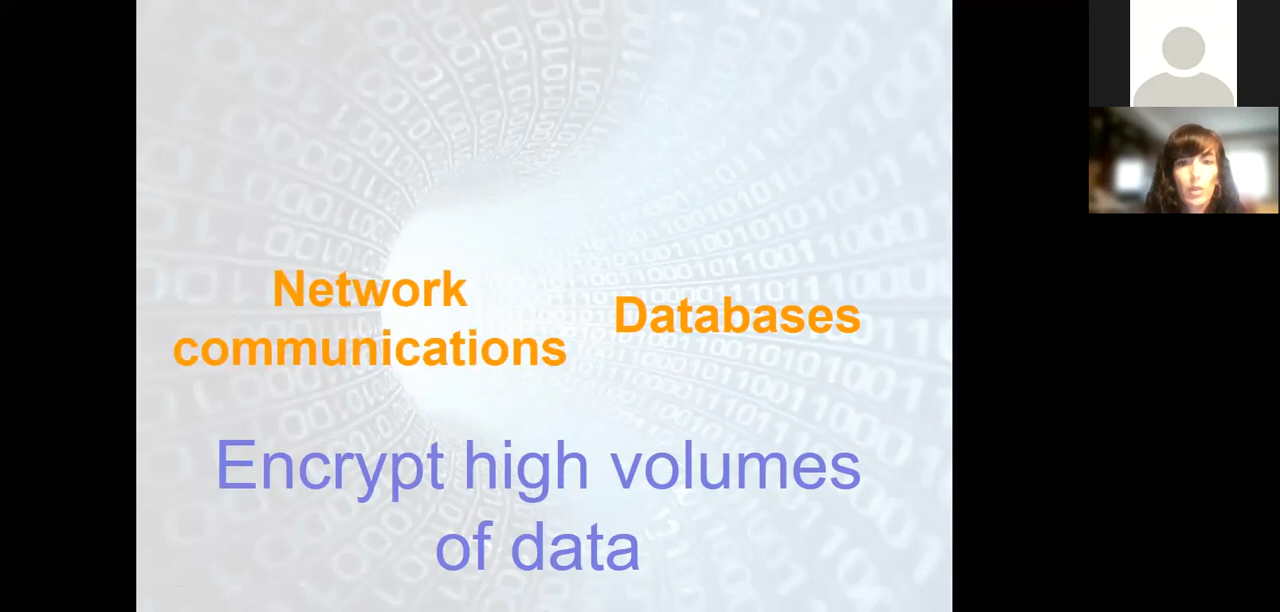 Network
communications
Databases
Encrypt high volumes
of data